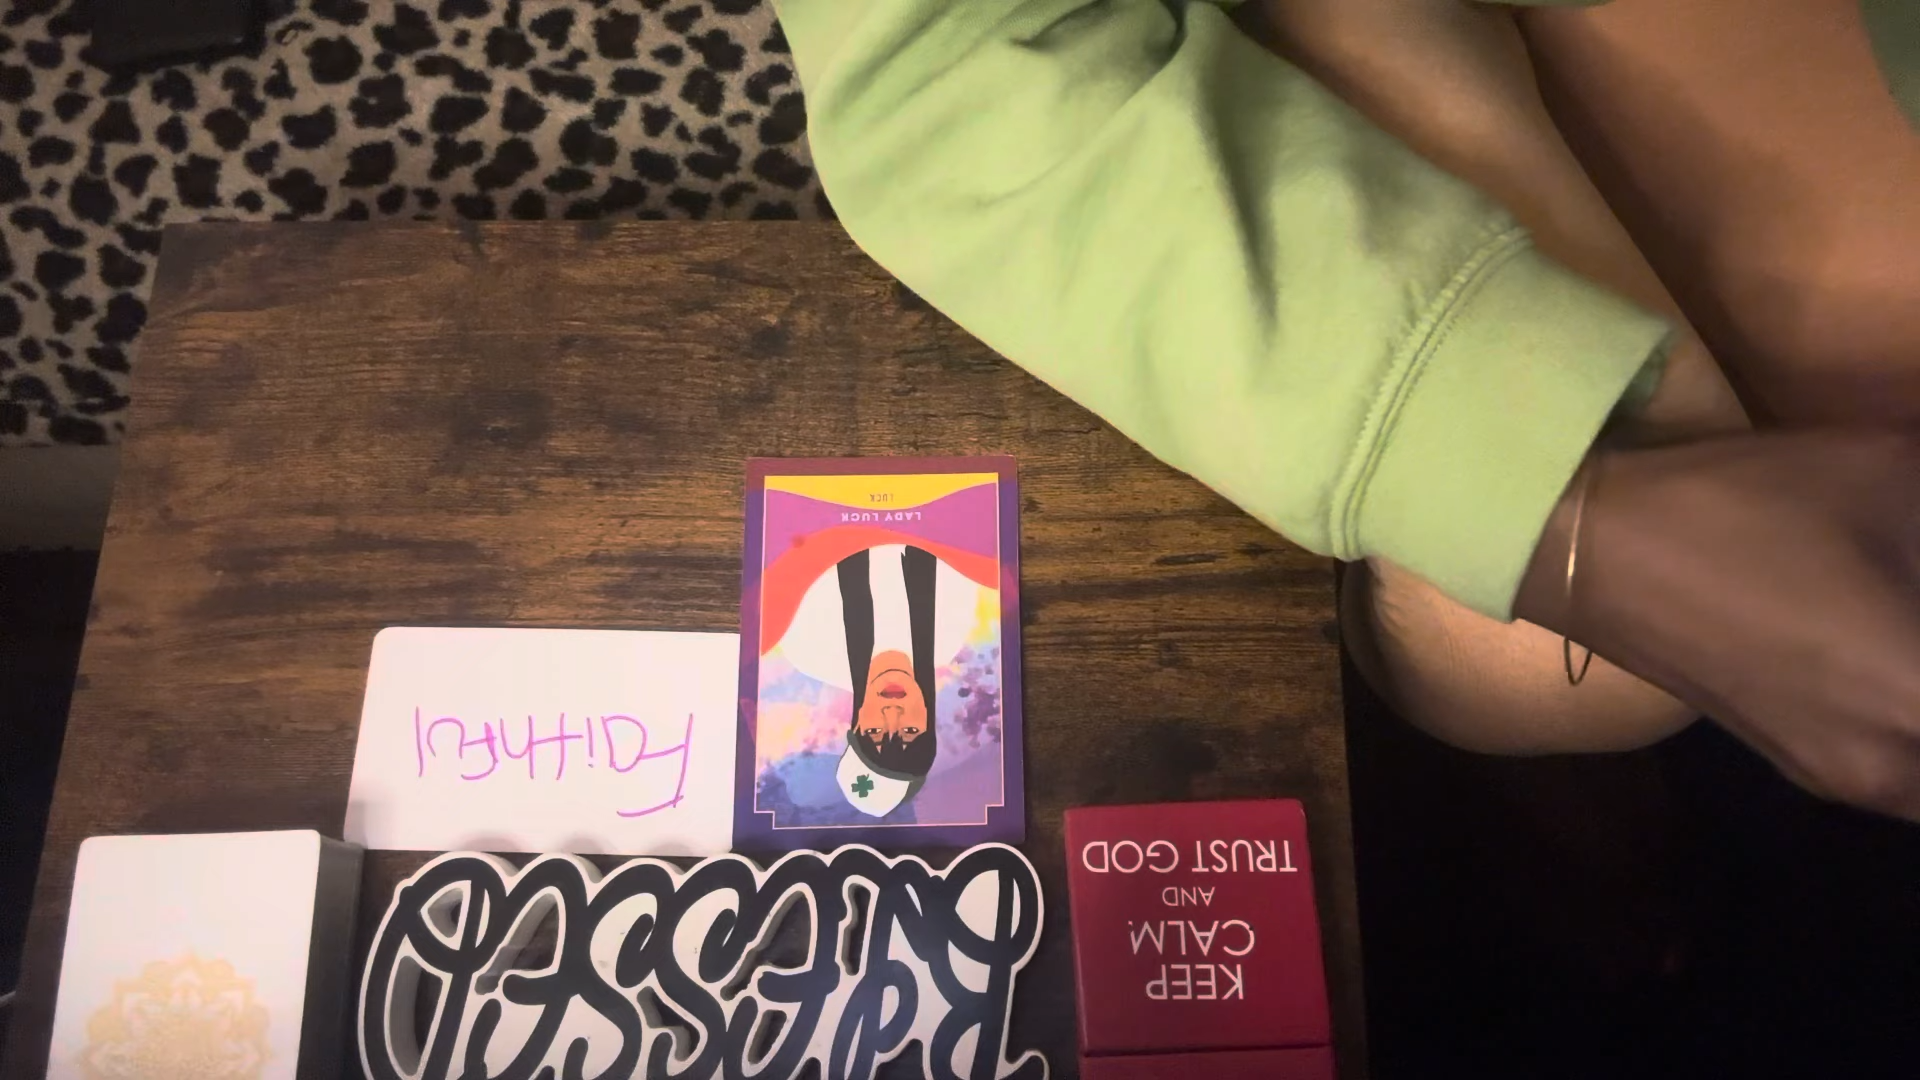 Faithful
LADY LUCK
LUCK
Blessed
KEEP
CALM
AND
TRUST GOD